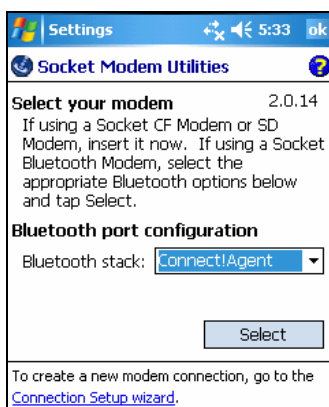 Settings 5:33 ok
Socket Modem Utilities ?
Select your modem 2.0.14
If using a Socket CF Modem or SD
Modem, insert it now.  If using a Socket
Bluetooth Modem, select the
appropriate Bluetooth options below
and tap Select.
Bluetooth port configuration
Bluetooth stack: Connect!Agent
Select
To create a new modem connection, go to the
Connection Setup wizard.